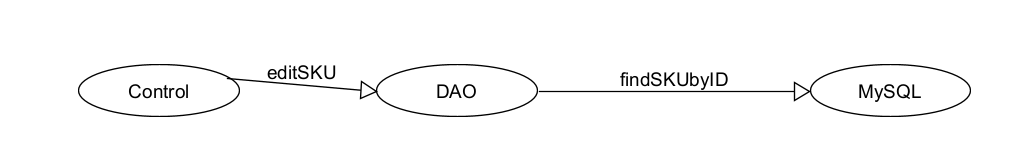 editSKU
findSKUbyID
Control
DAO
MySQL